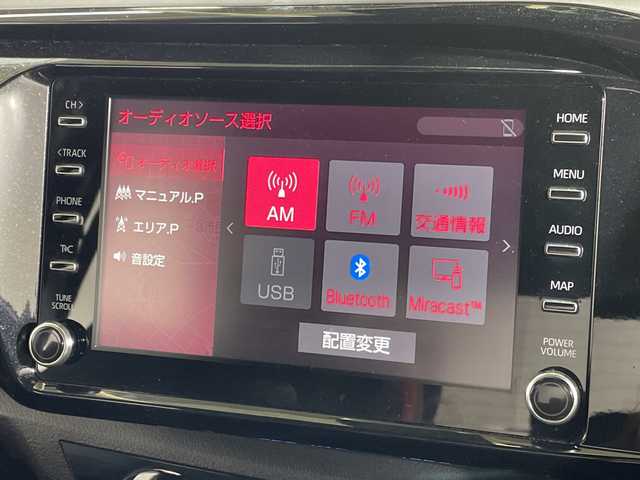 CH>
<TRACK
PHONE
T¥C
TUNE
SCROLL
オーディオソース選択
オーディオ選択
マニュアル.P
エリア.P
音設定
AM
FM
交通情報
USB
Bluetooth
Miracast™
配置変更
HOME
MENU
AUDIO
MAP
POWER
VOLUME